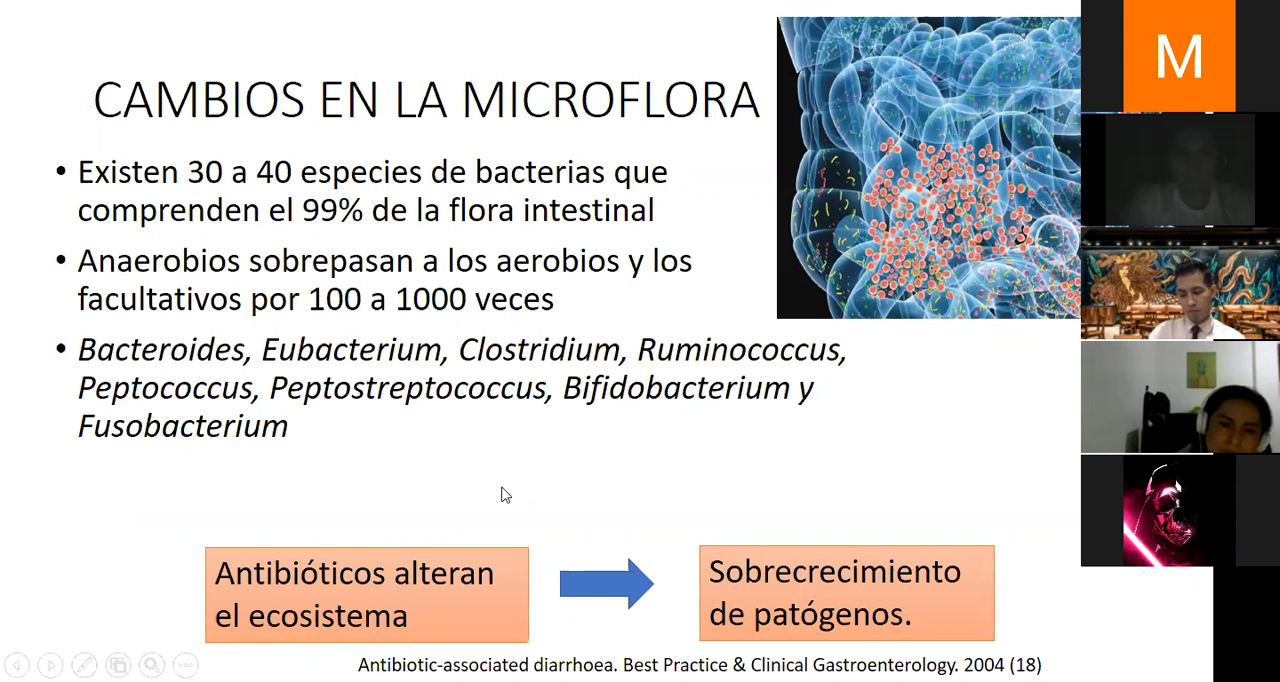 CAMBIOS EN LA MICROFLORA
• Existen 30 a 40 especies de bacterias que
comprenden el 99% de la flora intestinal
• Anaerobios sobrepasan a los aerobios y los
facultativos por 100 a 1000 veces
• Bacteroides, Eubacterium, Clostridium, Ruminococcus,
Peptococcus, Peptostreptococcus, Bifidobacterium y
Fusobacterium
Antibióticos alteran
el ecosistema
Sobrecrecimiento
de patógenos.
Antibiotic-associated diarrhoea. Best Practice & Clinical Gastroenterology. 2004 (18)
M